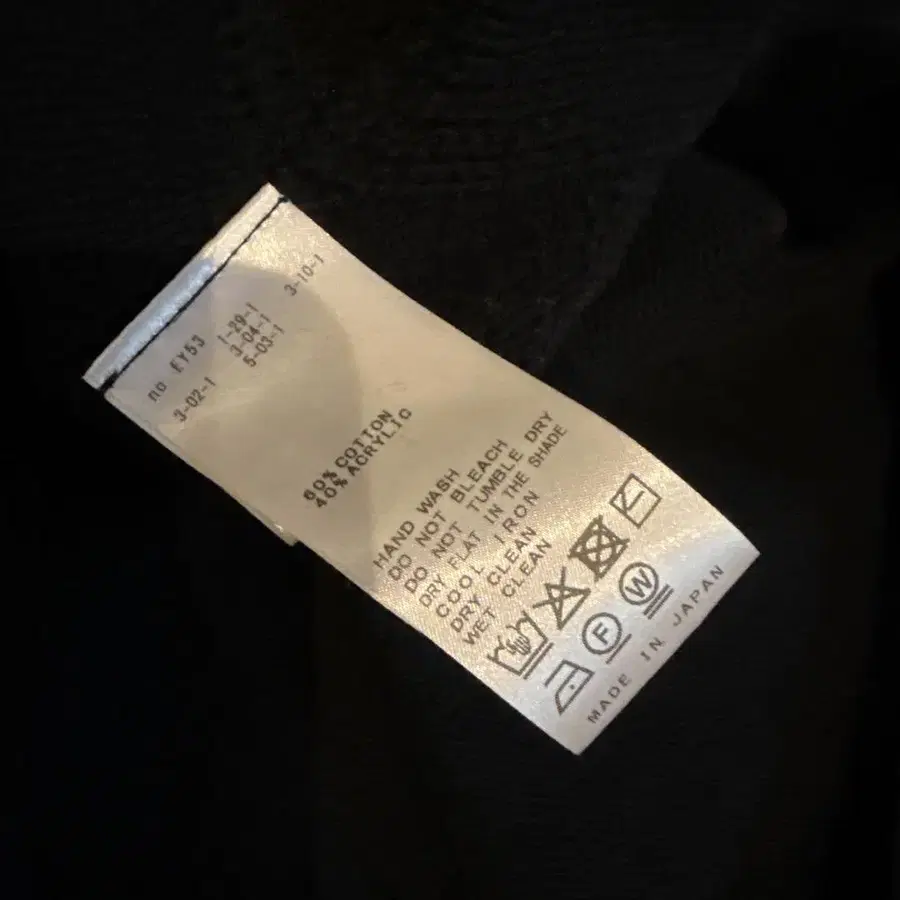 no EY53
1-29-1
3-10-1
3-04-1
3-02-1
5-03-1
60% COTTON
40% ACRYLIC
HAND WASH
DO NOT BLEACH
DO NOT TUMBLE DRY
DRY FLAT IN THE SHADE
COOL IRON
DRY CLEAN
WET CLEAN
F
W
MADE IN JAPAN